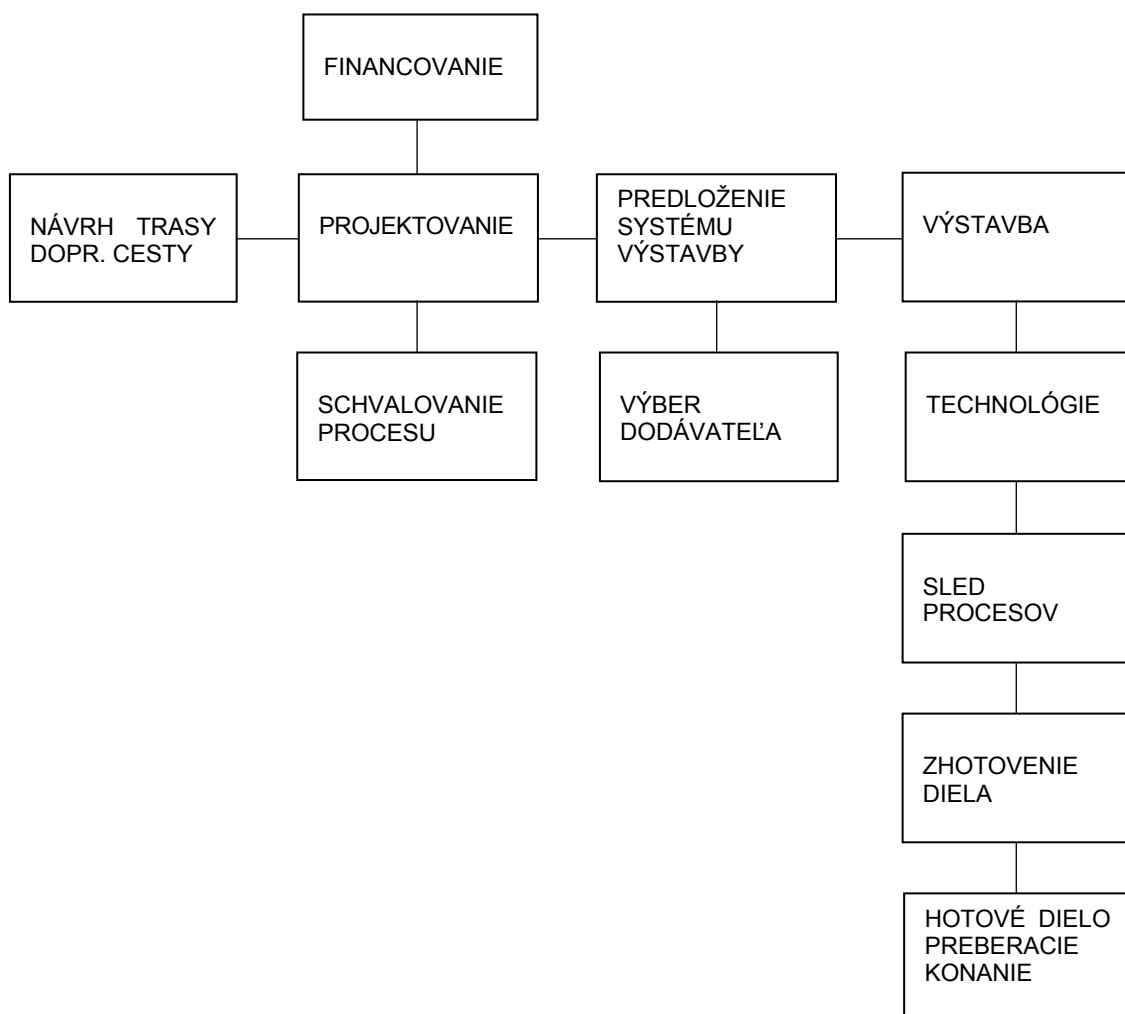 FINANCOVANIE
NÁVRH TRASY
DOPR. CESTY
PROJEKTOVANIE
PREDLOŽENIE
SYSTÉMU
VÝSTAVBY
VÝSTAVBA
SCHVALOVANIE
PROCESU
VÝBER
DODÁVATEĽA
TECHNOLÓGIE
SLED
PROCESOV
ZHOTOVENIE
DIELA
HOTOVÉ DIELO
PREBERACIE
KONANIE